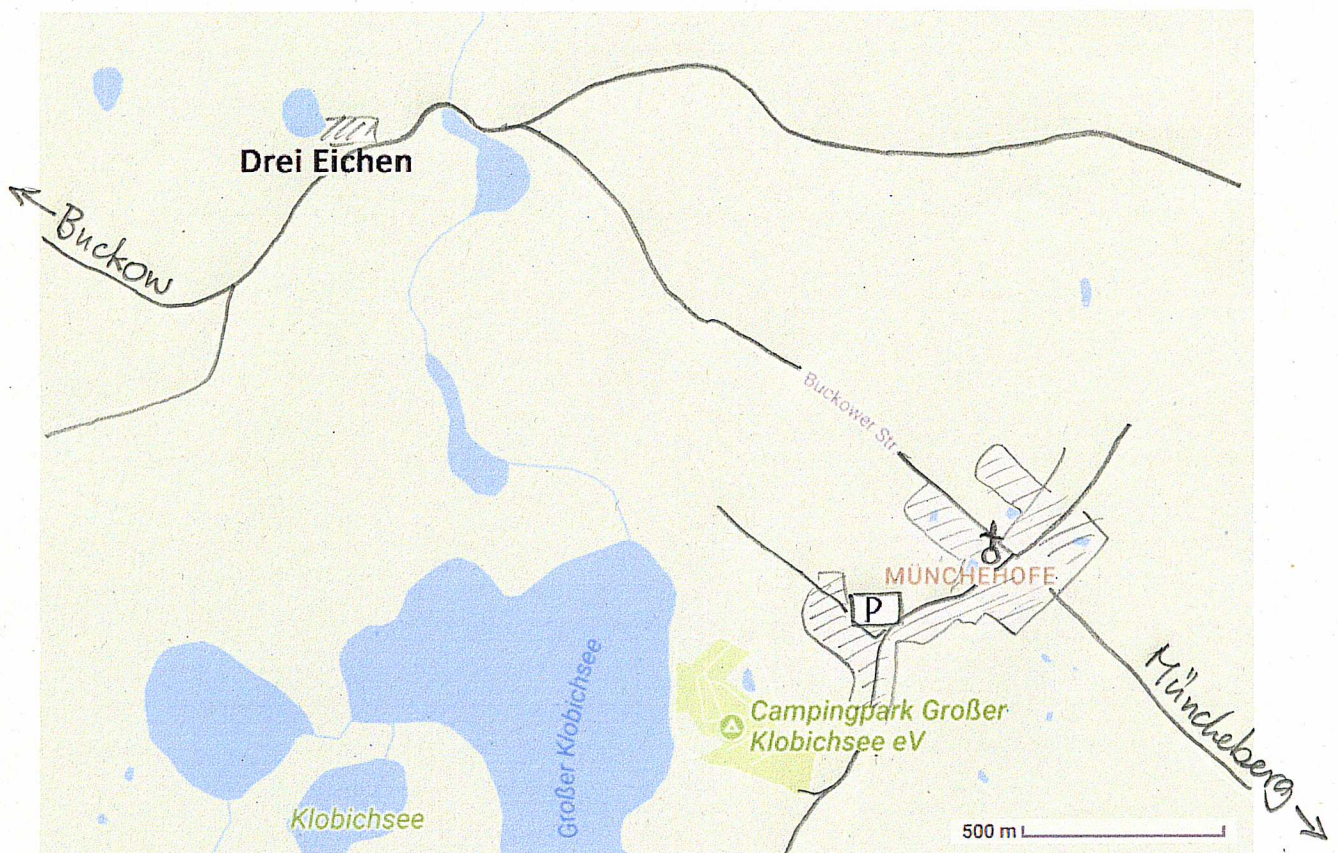 Drei Eichen
Buckow
Buckower Str.
MÜNCHEHOFE
P
Campingpark Großer
Klobichsee eV
Großer Klobichsee
Klobichsee
Müncheberg
500 m